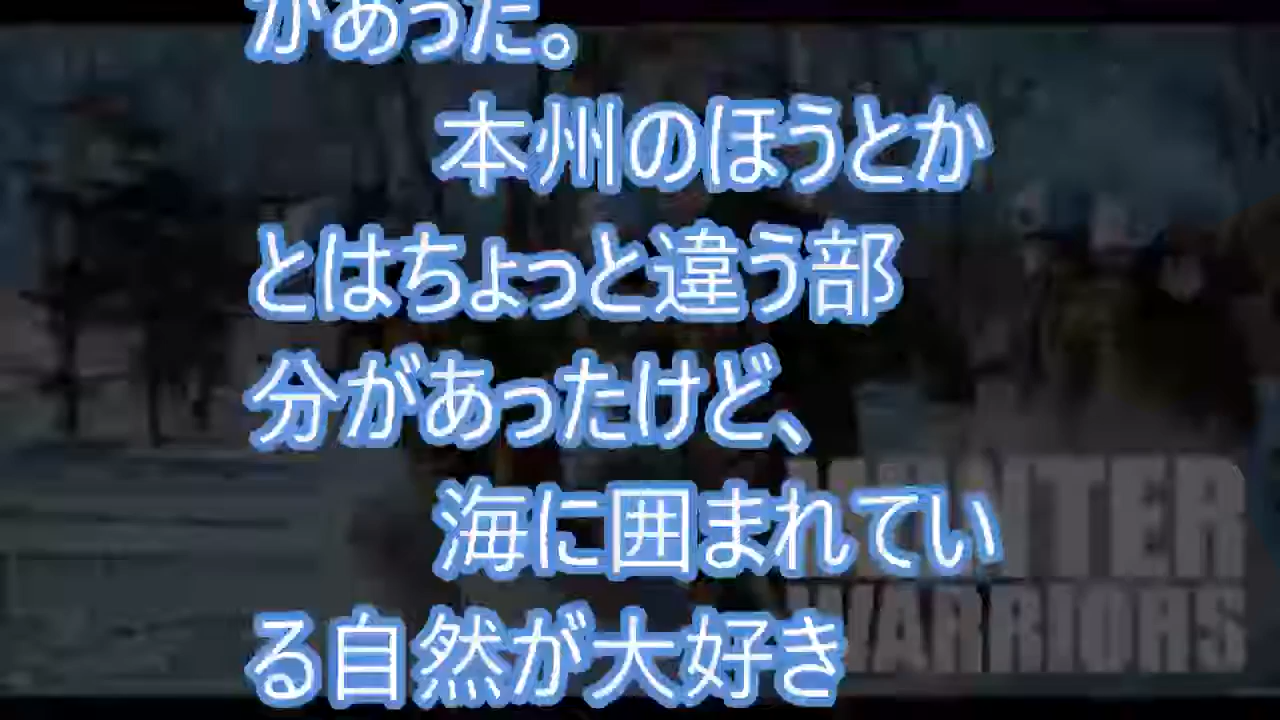 があった。
本州のほうとか
とはちょっと違う部
分があったけど、
海に囲まれてい
る自然が大好き
WINTER
WARRIORS